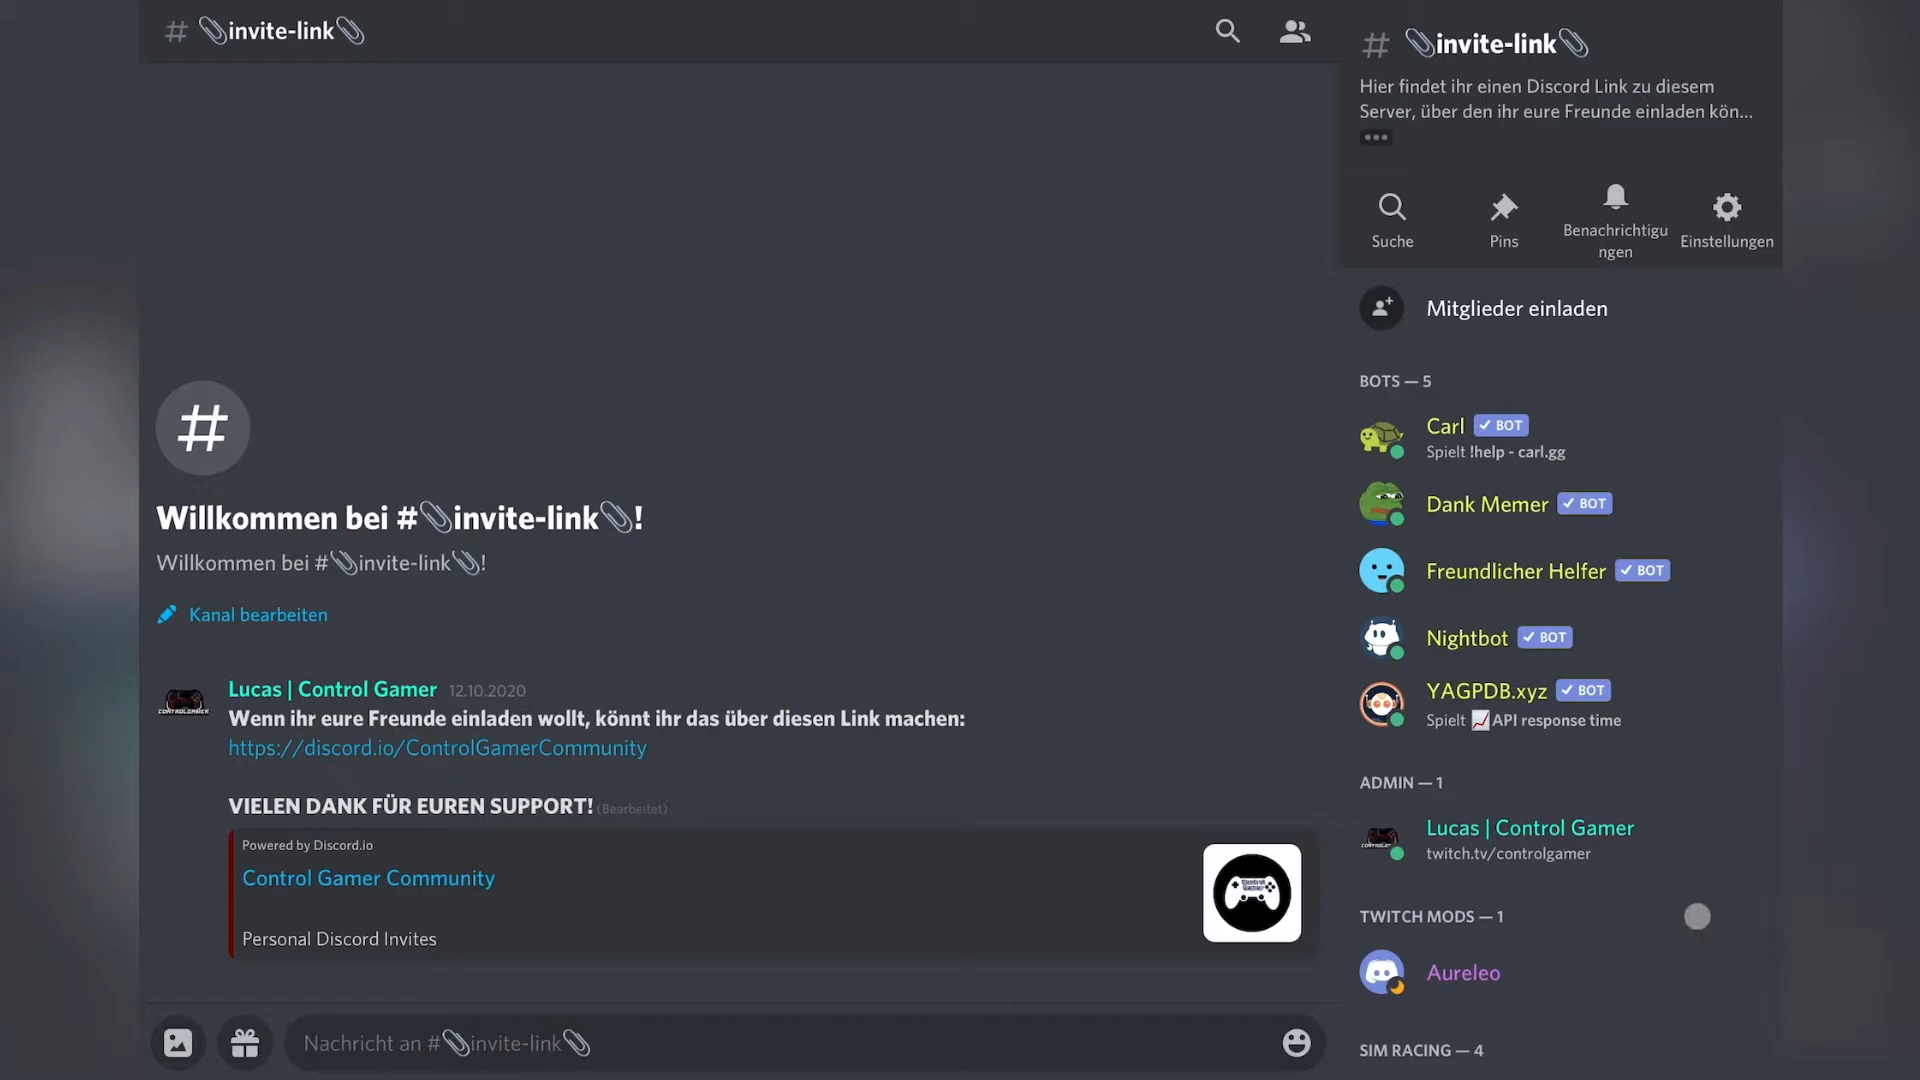 # 📎invite-link📎
Willkommen bei #📎invite-link📎!
Willkommen bei #📎invite-link📎!
Kanal bearbeiten
Lucas | Control Gamer 12.10.2020
Wenn ihr eure Freunde einladen wollt, könnt ihr das über diesen Link machen:
https://discord.io/ControlGamerCommunity
VIELEN DANK FÜR EUREN SUPPORT! (Bearbeitet)
Powered by Discord.io
Control Gamer Community
Personal Discord Invites
Nachricht an #📎invite-link📎
# 📎invite-link📎
Hier findet ihr einen Discord Link zu diesem
Server, über den ihr eure Freunde einladen kön...
Suche
Pins
Benachrichtigu
ngen
Einstellungen
Mitglieder einladen
BOTS — 5
Carl ✓ BOT
Spielt !help - carl.gg
Dank Memer ✓ BOT
Freundlicher Helfer ✓ BOT
Nightbot ✓ BOT
YAGPDB.xyz ✓ BOT
Spielt 📈API response time
ADMIN — 1
Lucas | Control Gamer
twitch.tv/controlgamer
TWITCH MODS — 1
Aureleo
SIM RACING — 4